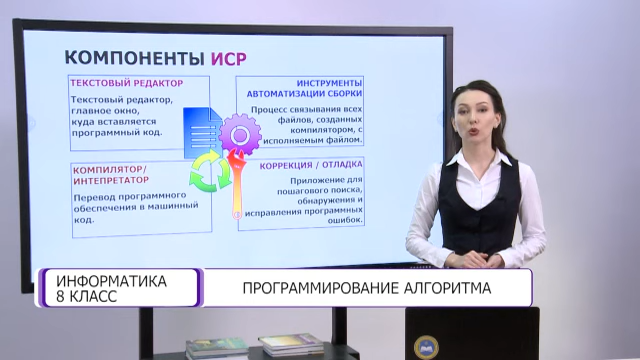 КОМПОНЕНТЫ ИСР
ТЕКСТОВЫЙ РЕДАКТОР
Текстовый редактор,
главное окно,
куда вставляется
программный код.
ИНСТРУМЕНТЫ
АВТОМАТИЗАЦИИ СБОРКИ
Процесс связывания всех
файлов, созданных
компилятором, с
исполняемым файлом.
КОМПИЛЯТОР/
ИНТЕПРЕТАТОР
Перевод программного
обеспечения в машинный
код.
КОРРЕКЦИЯ / ОТЛАДКА
Приложение для
пошагового поиска,
обнаружения и
исправления программных
ошибок.
ИНФОРМАТИКА
8 КЛАСС
ПРОГРАММИРОВАНИЕ АЛГОРИТМА